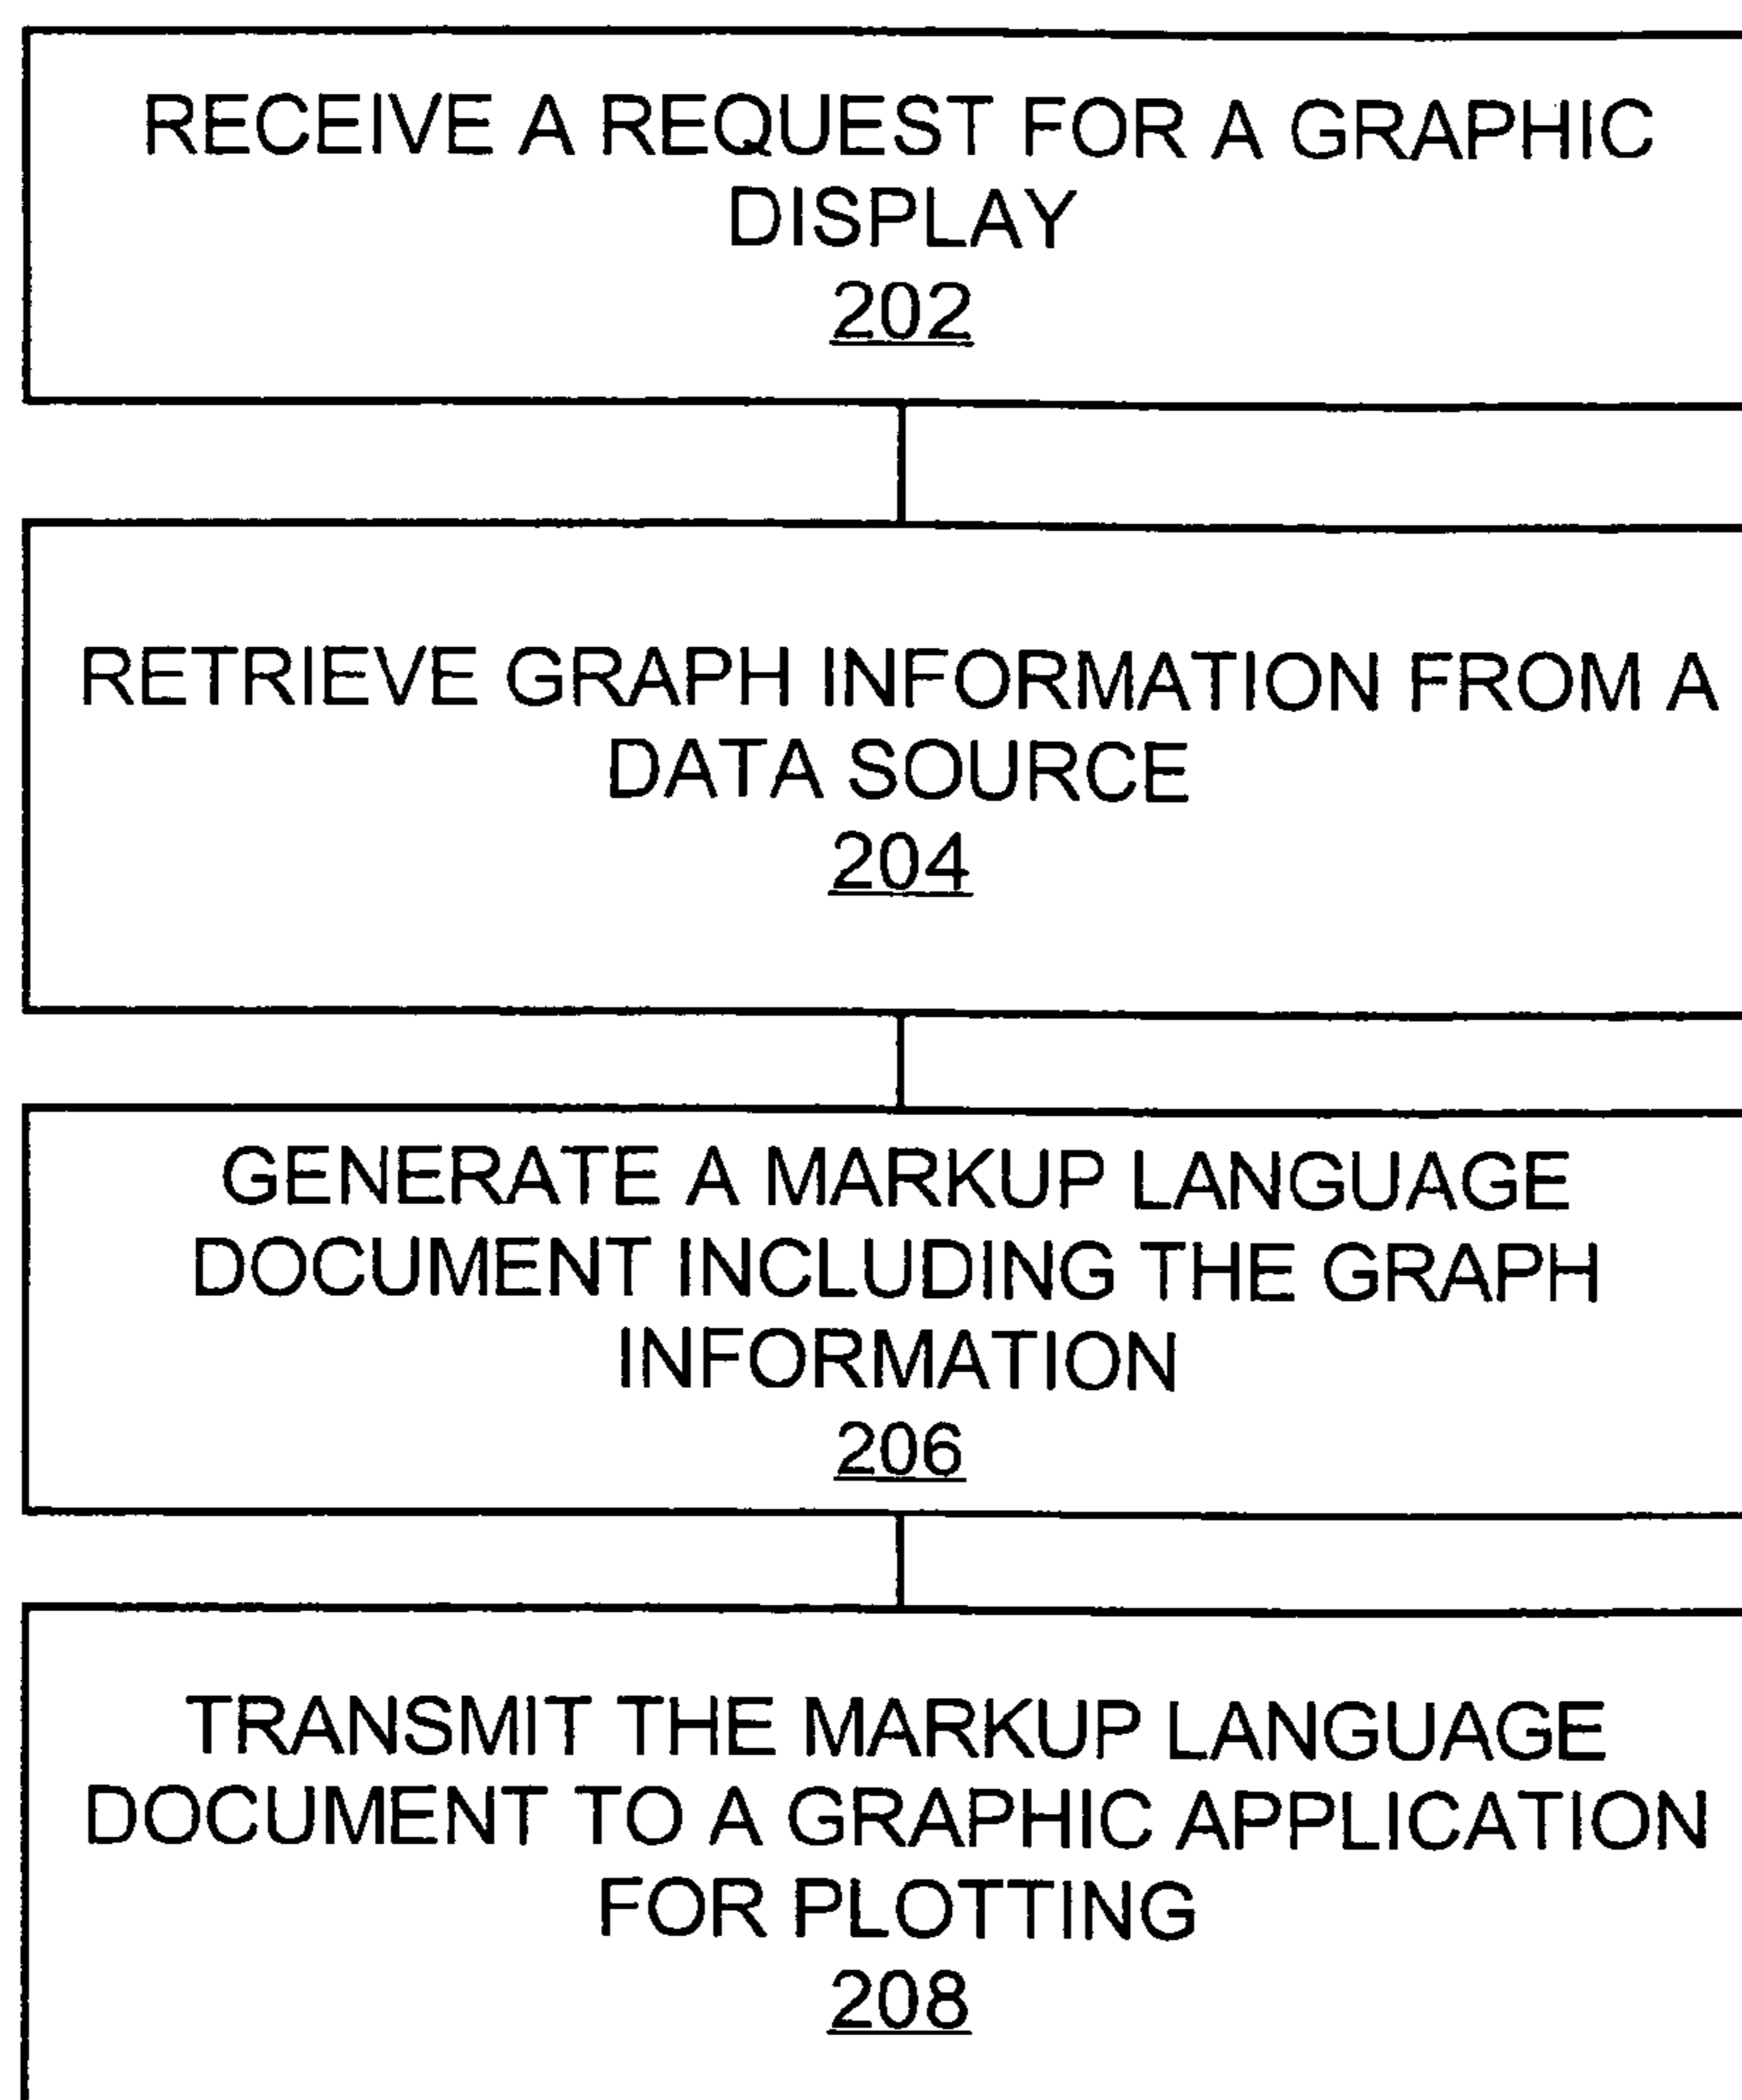 RECEIVE A REQUEST FOR A GRAPHIC
DISPLAY
202
RETRIEVE GRAPH INFORMATION FROM A
DATA SOURCE
204
GENERATE A MARKUP LANGUAGE
DOCUMENT INCLUDING THE GRAPH
INFORMATION
206
TRANSMIT THE MARKUP LANGUAGE
DOCUMENT TO A GRAPHIC APPLICATION
FOR PLOTTING
208